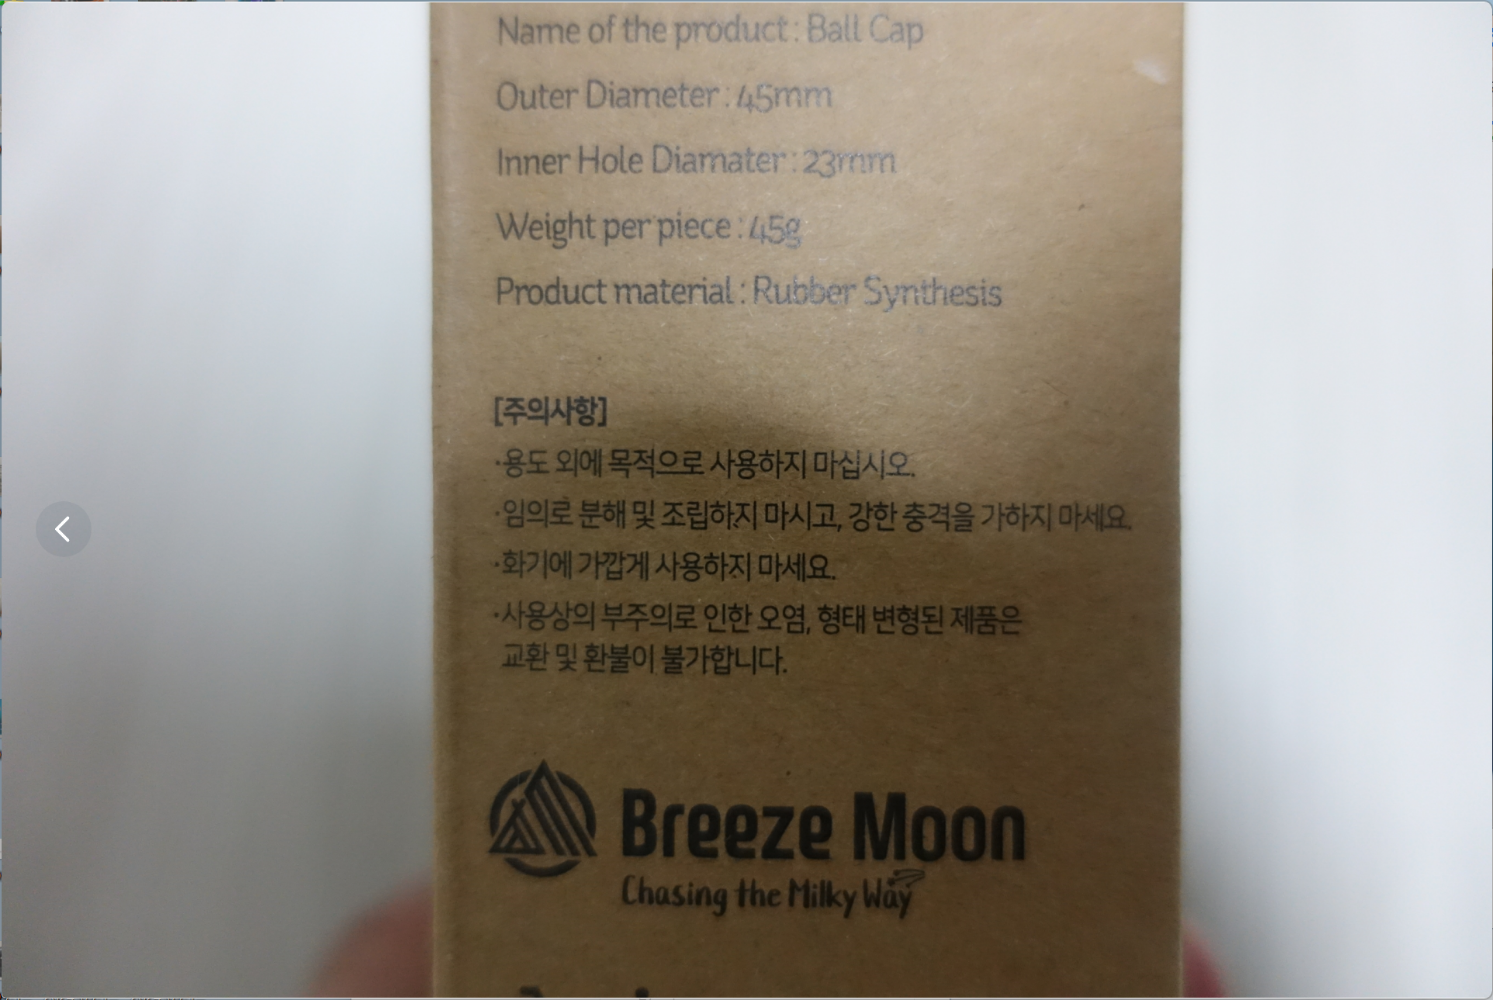 Name of the product : Ball Cap
Outer Diameter : 45mm
Inner Hole Diamater : 23mm
Weight per piece : 45g
Product material : Rubber Synthesis
[주의사항]
·용도 외에 목적으로 사용하지 마십시오.
·임의로 분해 및 조립하지 마시고, 강한 충격을 가하지 마세요.
·화기에 가깝게 사용하지 마세요.
·사용상의 부주의로 인한 오염, 형태 변형된 제품은
교환 및 환불이 불가합니다.
Breeze Moon
Chasing the Milky Way